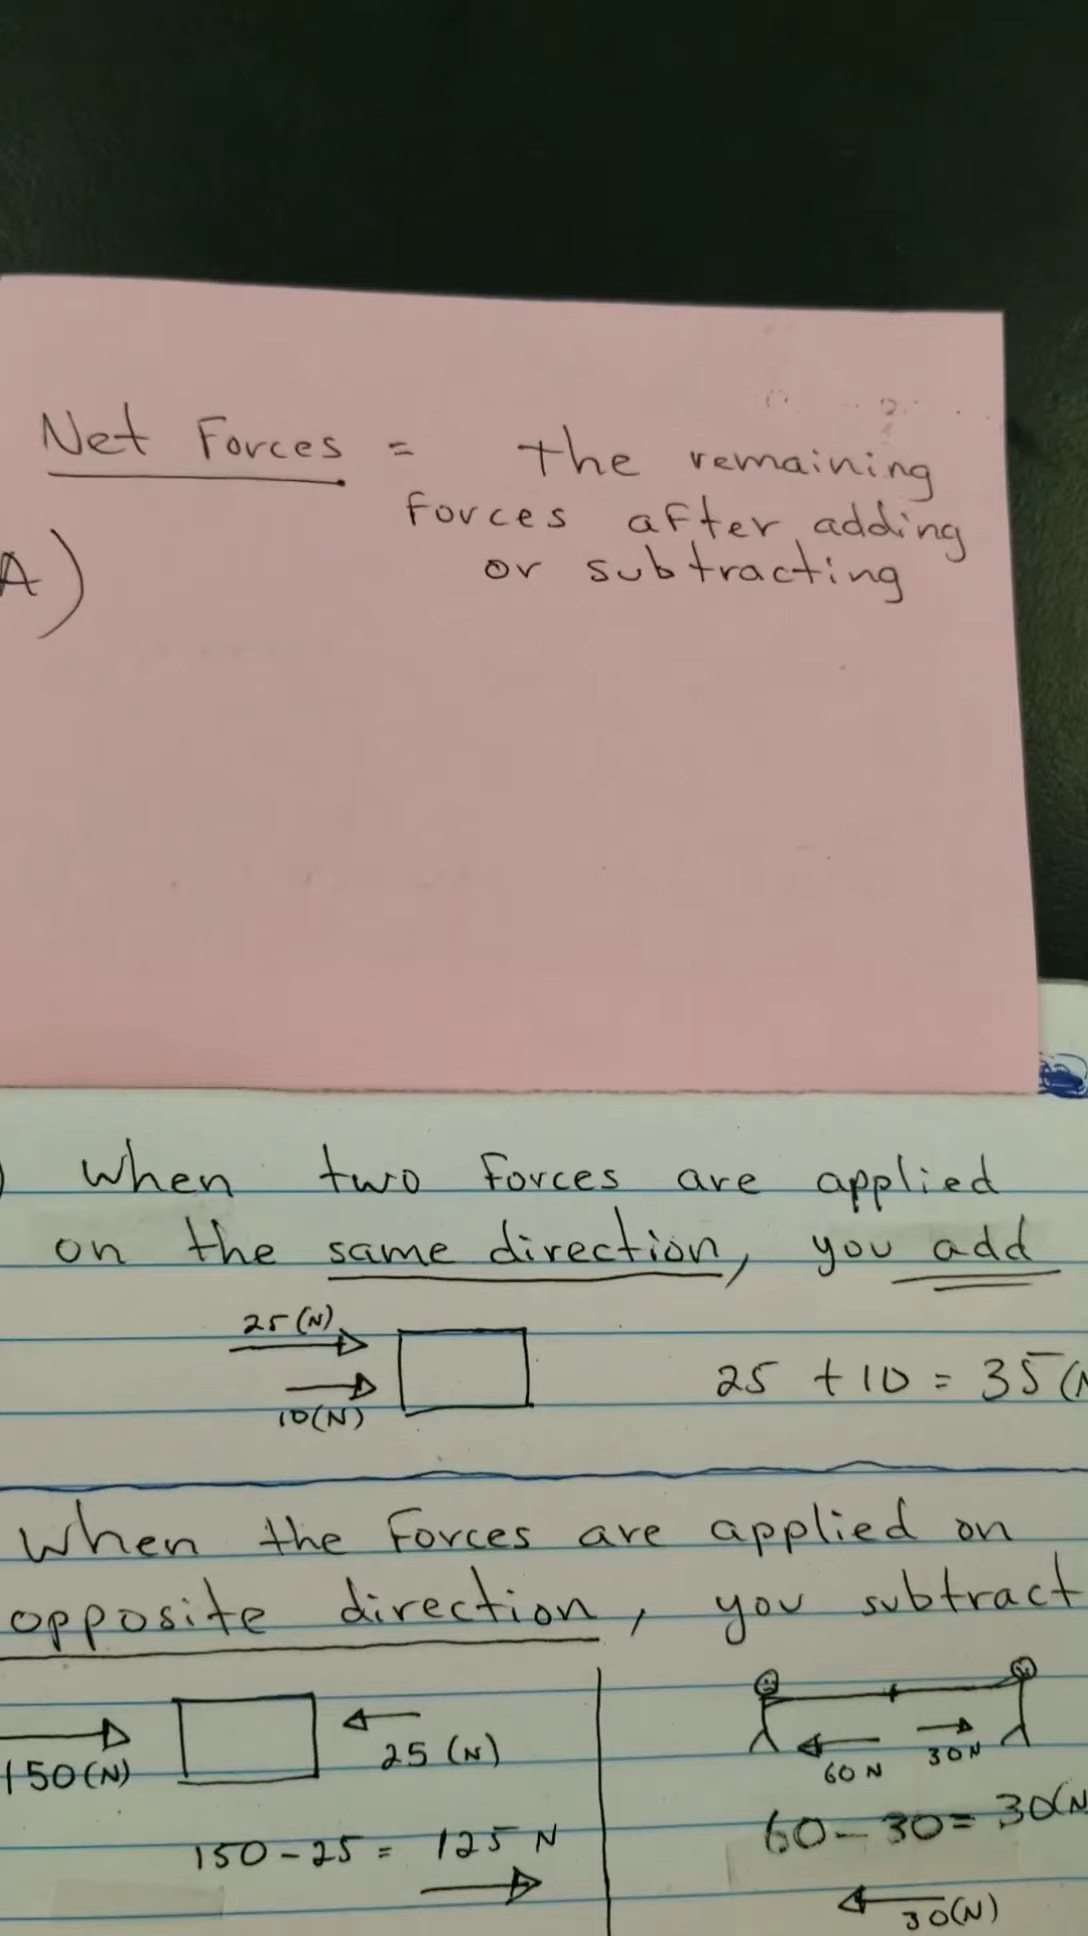 Net Forces = the remaining
forces after adding
or subtracting
A)
) When two forces are applied
on the same direction, you add
25(N)
10(N)
25 + 10 = 35(N
When the forces are applied on
opposite direction, you subtract
150(N)
25 (N)
150 - 25 = 125 N
60 N
30N
60 - 30 = 30(N
30(N)